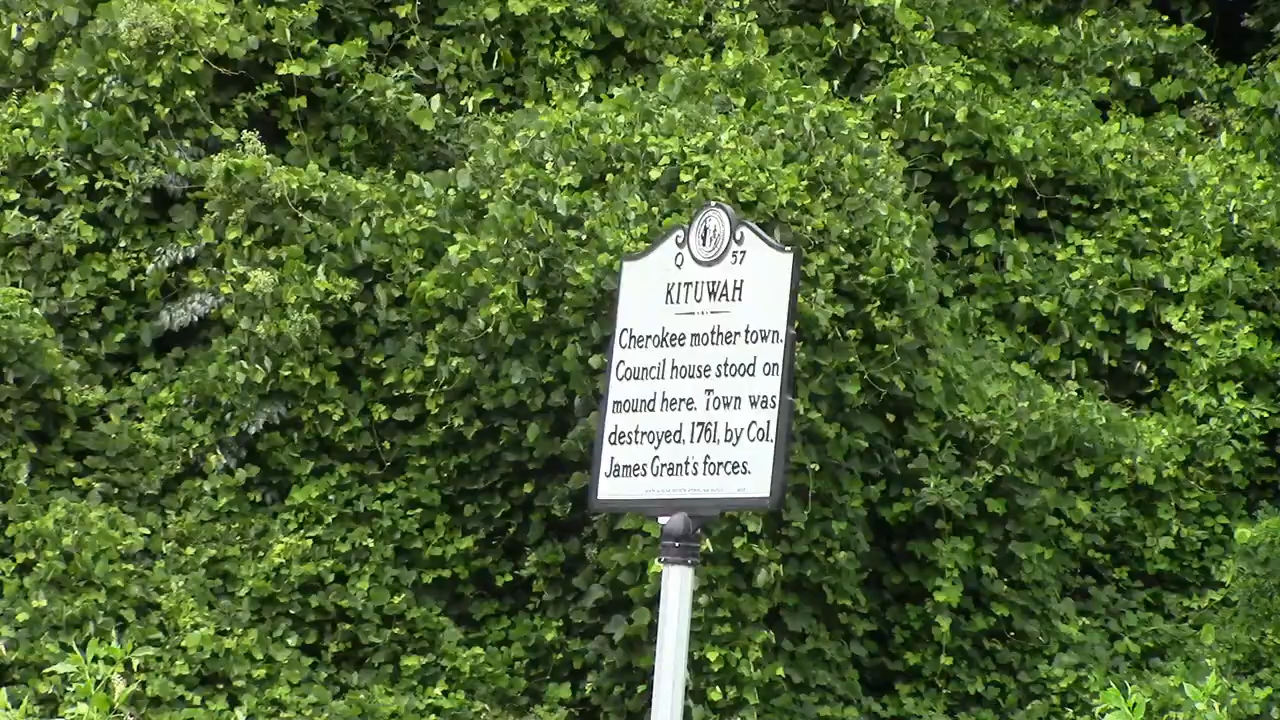 Q 57
KITUWAH
Cherokee mother town.
Council house stood on
mound here. Town was
destroyed, 1761, by Col.
James Grant's forces.